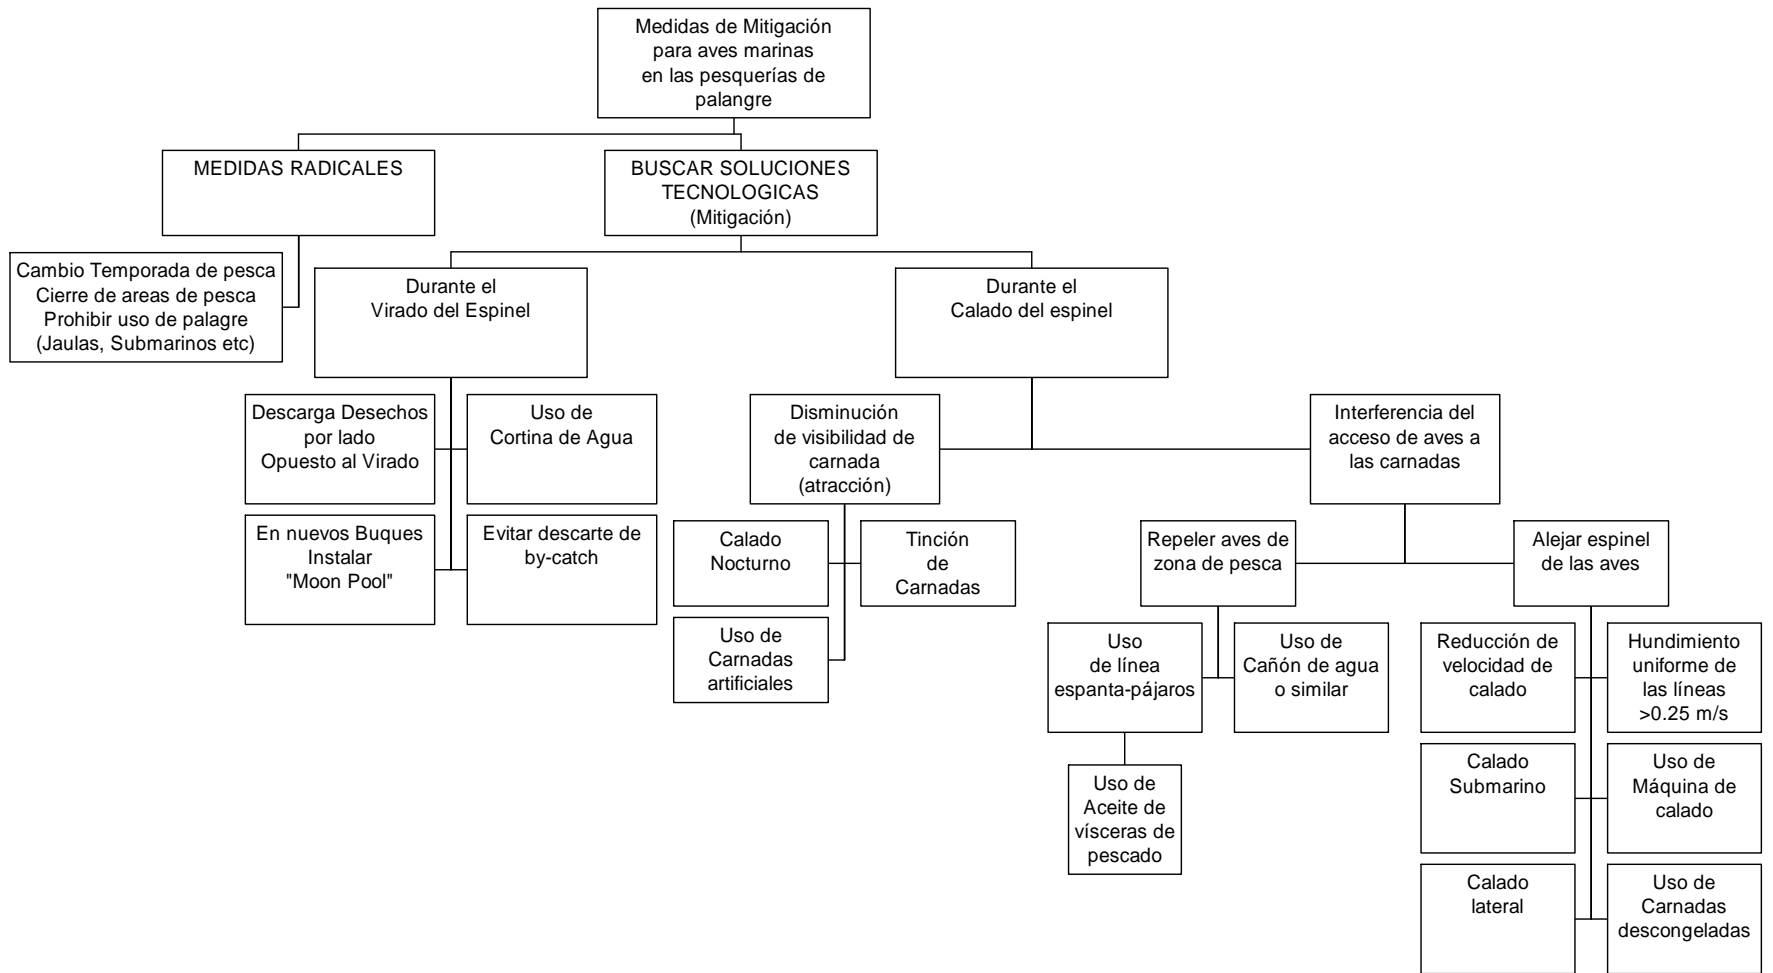 Medidas de Mitigación
para aves marinas
en las pesquerías de
palangre
MEDIDAS RADICALES
BUSCAR SOLUCIONES
TECNOLOGICAS
(Mitigación)
Cambio Temporada de pesca
Cierre de areas de pesca
Prohibir uso de palagre
(Jaulas, Submarinos etc)
Durante el
Virado del Espinel
Durante el
Calado del espinel
Descarga Desechos
por lado
Opuesto al Virado
Uso de
Cortina de Agua
En nuevos Buques
Instalar
"Moon Pool"
Evitar descarte de
by-catch
Disminución
de visibilidad de
carnada
(atracción)
Interferencia del
acceso de aves a
las carnadas
Calado
Nocturno
Tinción
de
Carnadas
Uso de
Carnadas
artificiales
Repeler aves de
zona de pesca
Alejar espinel
de las aves
Uso
de línea
espanta-pájaros
Uso de
Cañón de agua
o similar
Uso de
Aceite de
vísceras de
pescado
Reducción de
velocidad de
calado
Hundimiento
uniforme de
las líneas
>0.25 m/s
Calado
Submarino
Uso de
Máquina de
calado
Calado
lateral
Uso de
Carnadas
descongeladas